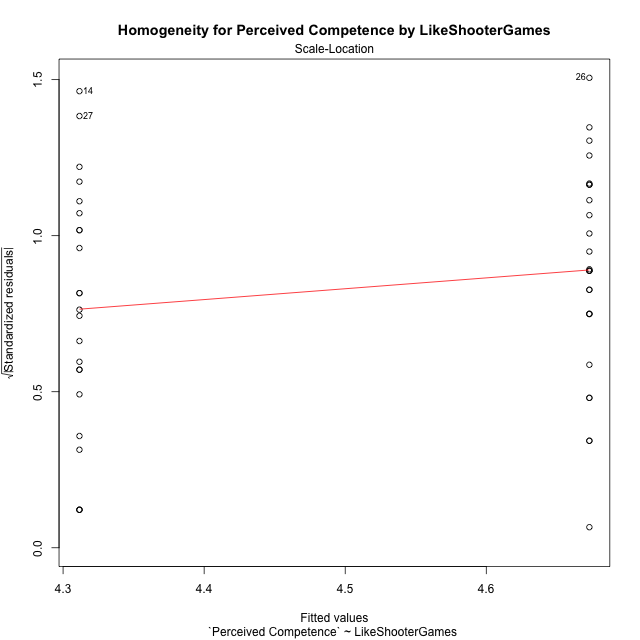 Homogeneity for Perceived Competence by LikeShooterGames
Scale-Location
√|Standardized residuals|
1.5
1.0
0.5
0.0
14
27
26
4.3
4.4
4.5
4.6
Fitted values
`Perceived Competence` ~ LikeShooterGames